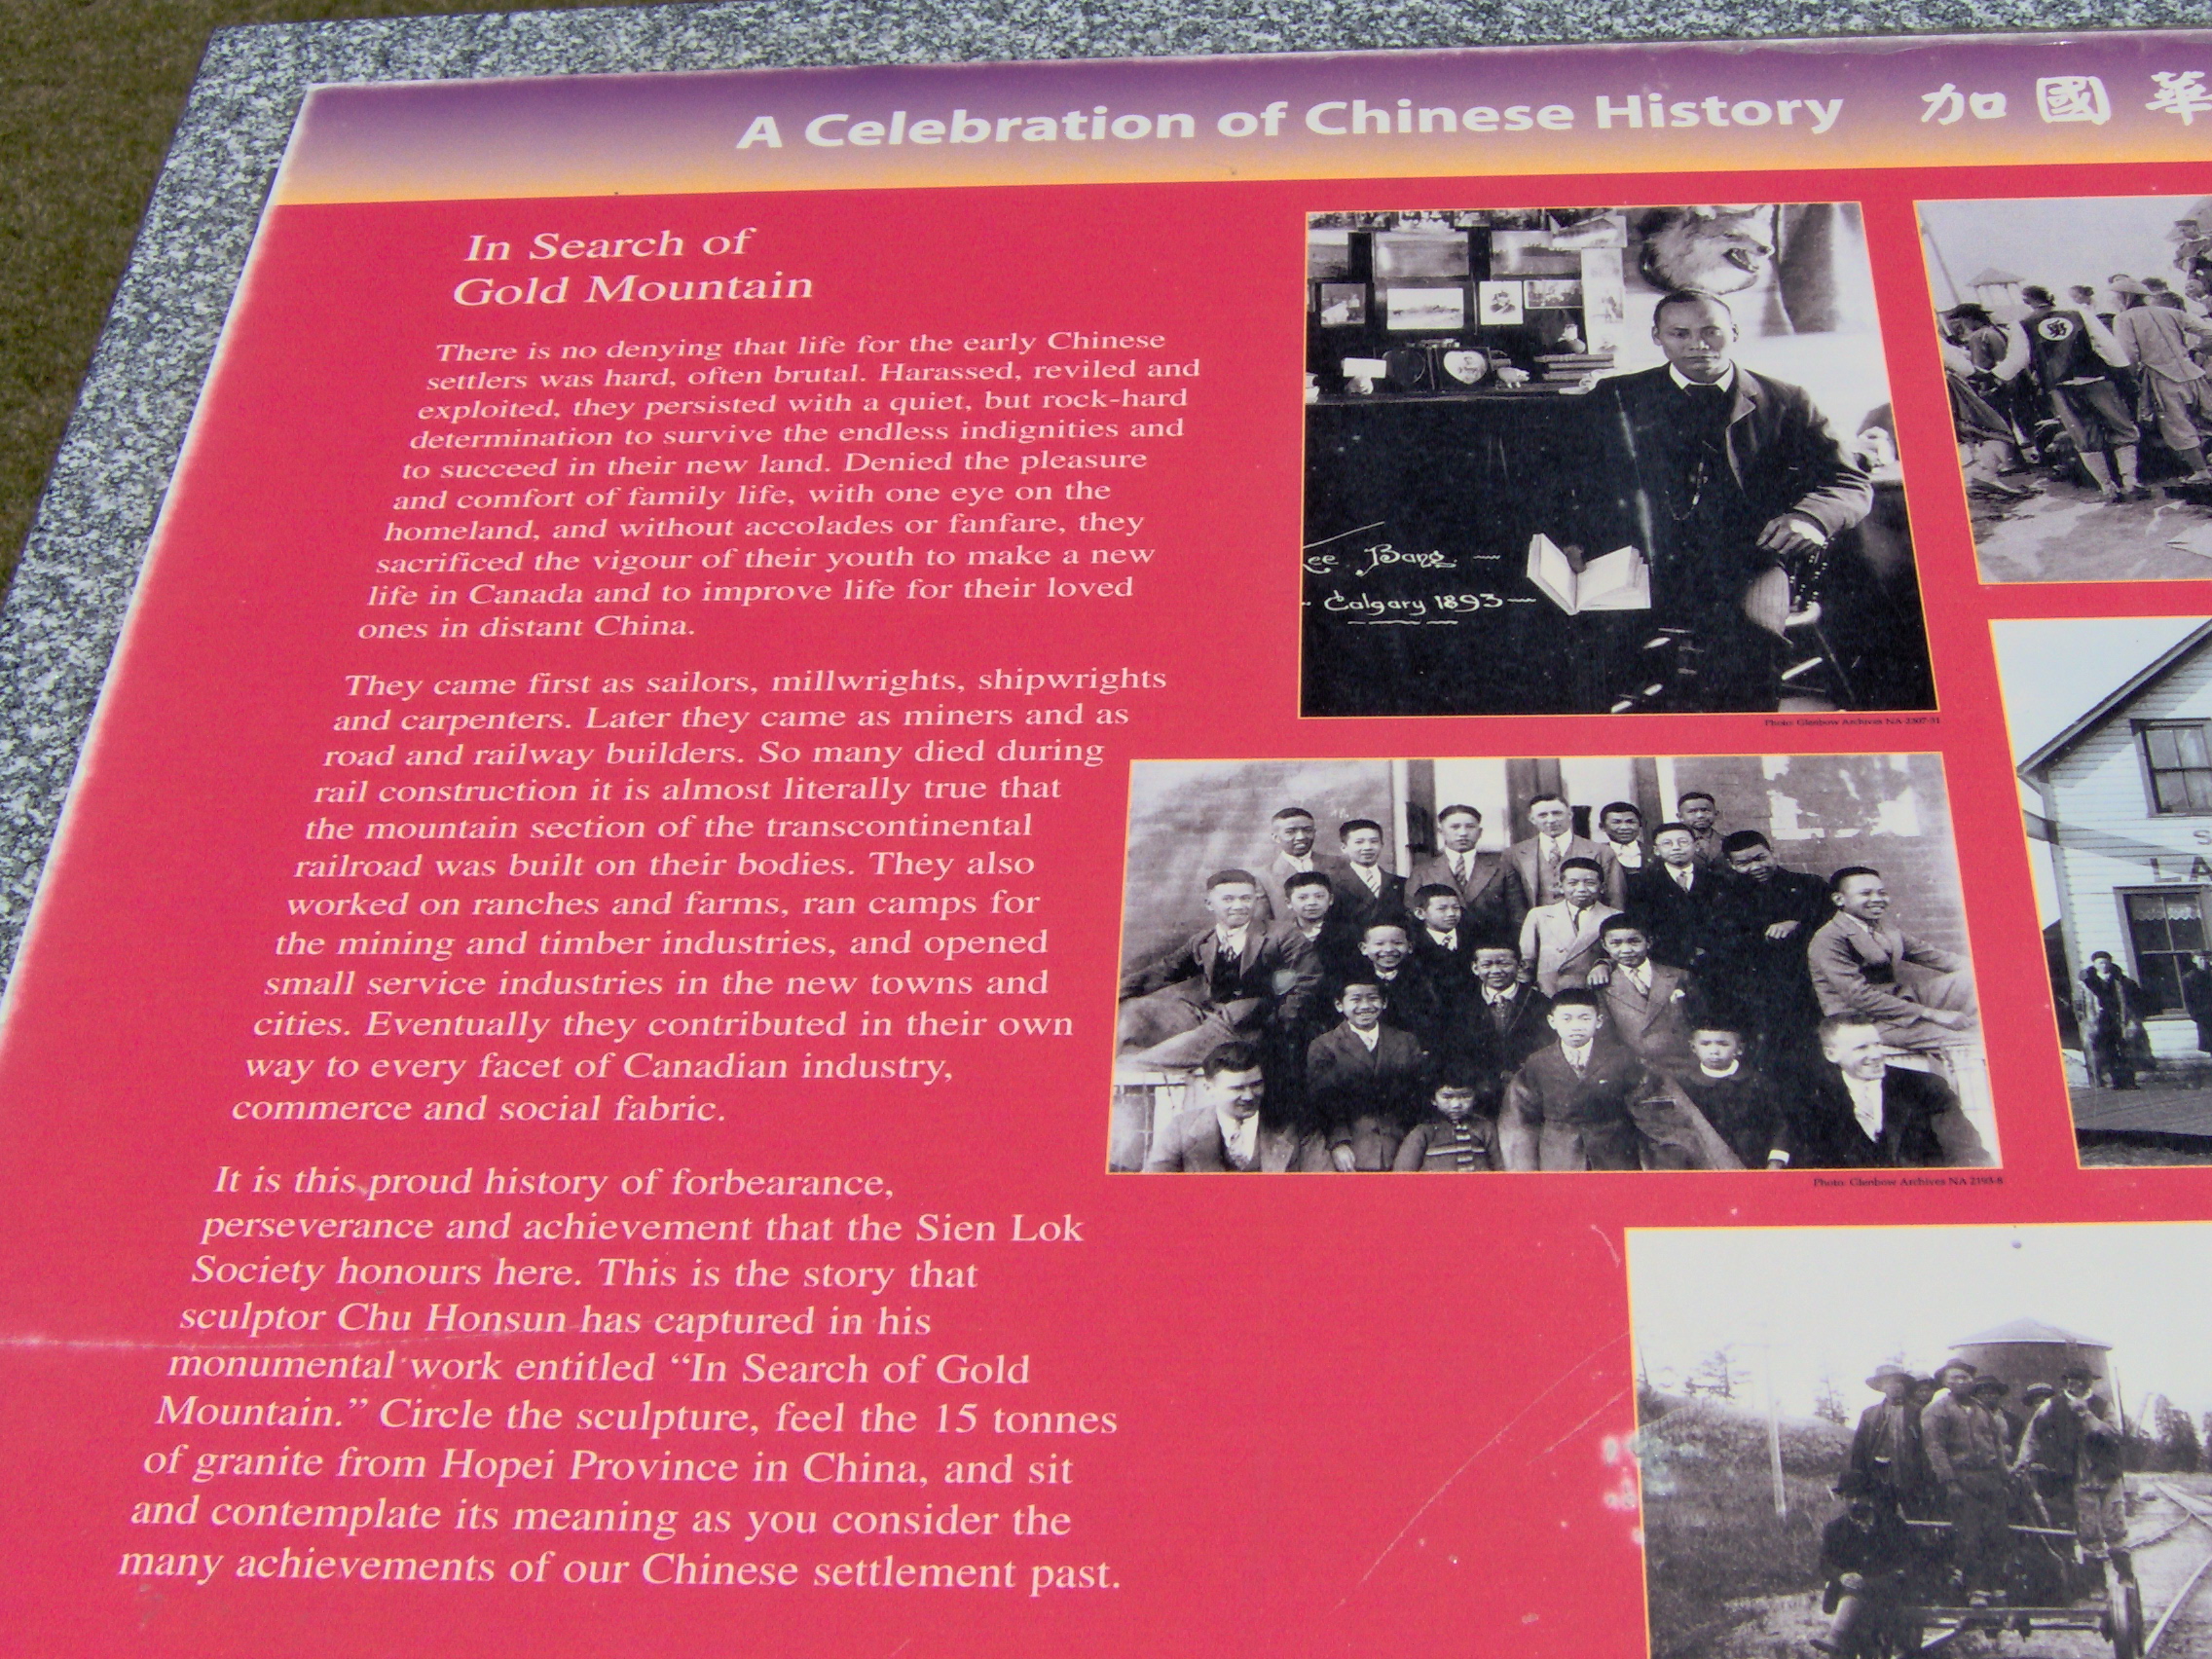 A Celebration of Chinese History 加國華
In Search of
Gold Mountain
There is no denying that life for the early Chinese
settlers was hard, often brutal. Harassed, reviled and
exploited, they persisted with a quiet, but rock-hard
determination to survive the endless indignities and
to succeed in their new land. Denied the pleasure
and comfort of family life, with one eye on the
homeland, and without accolades or fanfare, they
sacrificed the vigour of their youth to make a new
life in Canada and to improve life for their loved
ones in distant China.
They came first as sailors, millwrights, shipwrights
and carpenters. Later they came as miners and as
road and railway builders. So many died during
rail construction it is almost literally true that
the mountain section of the transcontinental
railroad was built on their bodies. They also
worked on ranches and farms, ran camps for
the mining and timber industries, and opened
small service industries in the new towns and
cities. Eventually they contributed in their own
way to every facet of Canadian industry,
commerce and social fabric.
It is this proud history of forbearance,
perseverance and achievement that the Sien Lok
Society honours here. This is the story that
sculptor Chu Honsun has captured in his
monumental work entitled “In Search of Gold
Mountain.” Circle the sculpture, feel the 15 tonnes
of granite from Hopei Province in China, and sit
and contemplate its meaning as you consider the
many achievements of our Chinese settlement past.
Bang
Calgary 1893
Photo: Glenbow Archives NA 2307-31
Photo: Glenbow Archives NA 2193-8
S
LA